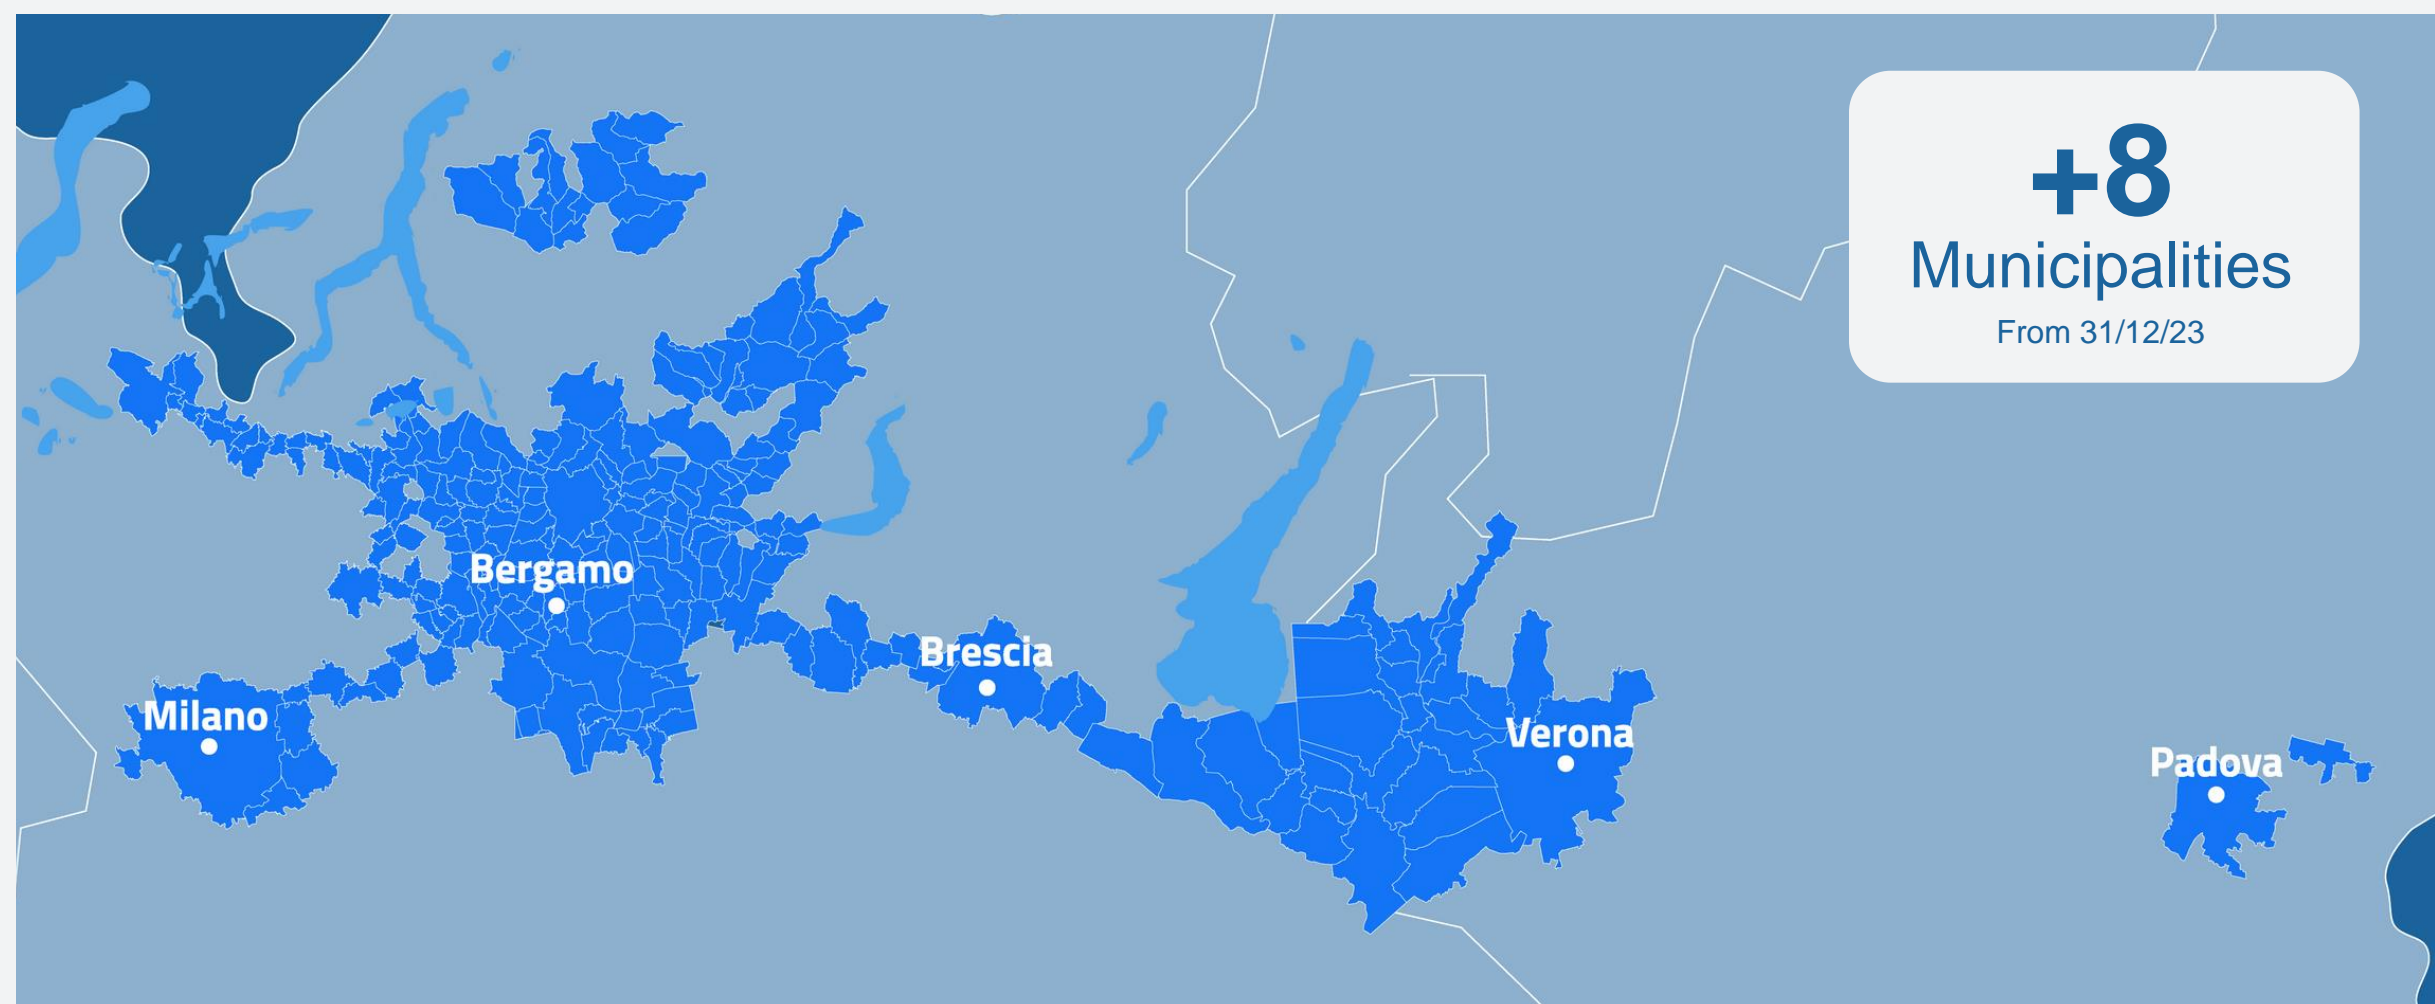 +8
Municipalities
From 31/12/23
Bergamo
Brescia
Milano
Verona
Padova